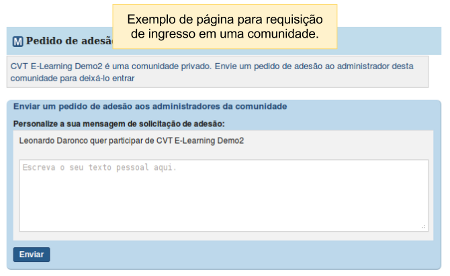 Exemplo de página para requisição
de ingresso em uma comunidade.
M Pedido de adesão
CVT E-Learning Demo2 é uma comunidade privado. Envie um pedido de adesão ao administrador desta
comunidade para deixá-lo entrar
Enviar um pedido de adesão aos administradores da comunidade
Personalize a sua mensagem de solicitação de adesão:
Leonardo Daronco quer participar de CVT E-Learning Demo2
Escreva o seu texto pessoal aqui.
Enviar